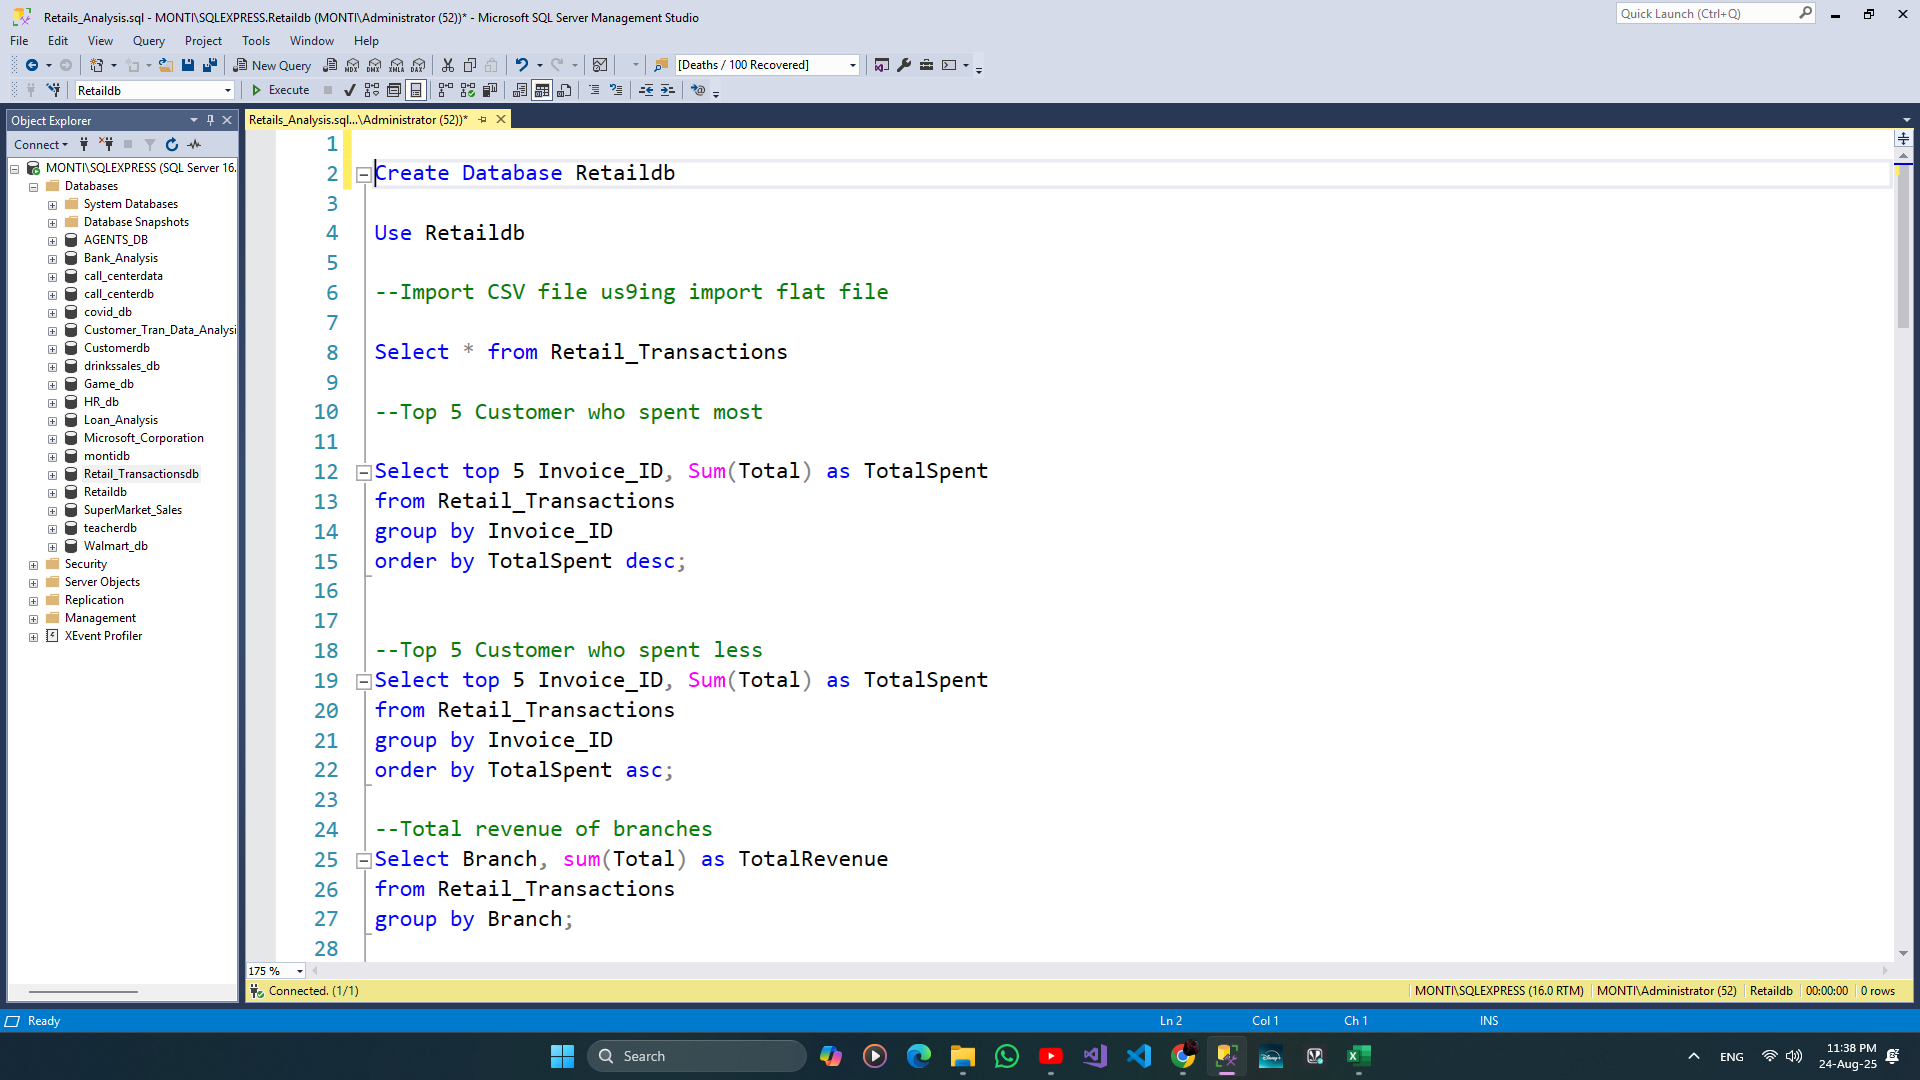 Retails_Analysis.sql - MONTI\SQLEXPRESS.Retaildb (MONTI\Administrator (52))* - Microsoft SQL Server Management Studio
Quick Launch (Ctrl+Q)
File Edit View Query Project Tools Window Help
New Query
MDX DMX XMLA DAX
[Deaths / 100 Recovered]
Retaildb
Execute
Object Explorer
Retails_Analysis.sql...\Administrator (52))*
Connect
MONTI\SQLEXPRESS (SQL Server 16.
Databases
System Databases
Database Snapshots
AGENTS_DB
Bank_Analysis
call_centerdata
call_centerdb
covid_db
Customer_Tran_Data_Analysi
Customerdb
drinkssales_db
Game_db
HR_db
Loan_Analysis
Microsoft_Corporation
montidb
Retail_Transactionsdb
Retaildb
SuperMarket_Sales
teacherdb
Walmart_db
Security
Server Objects
Replication
Management
XEvent Profiler
1
2 Create Database Retaildb
3
4 Use Retaildb
5
6 --Import CSV file us9ing import flat file
7
8 Select * from Retail_Transactions
9
10 --Top 5 Customer who spent most
11
12 Select top 5 Invoice_ID, Sum(Total) as TotalSpent
13 from Retail_Transactions
14 group by Invoice_ID
15 order by TotalSpent desc;
16
17
18 --Top 5 Customer who spent less
19 Select top 5 Invoice_ID, Sum(Total) as TotalSpent
20 from Retail_Transactions
21 group by Invoice_ID
22 order by TotalSpent asc;
23
24 --Total revenue of branches
25 Select Branch, sum(Total) as TotalRevenue
26 from Retail_Transactions
27 group by Branch;
28
175 %
Connected. (1/1)
MONTI\SQLEXPRESS (16.0 RTM) MONTI\Administrator (52) Retaildb 00:00:00 0 rows
Ready
Ln 2 Col 1 Ch 1 INS
Search
Disney+
ENG
11:38 PM
24-Aug-25